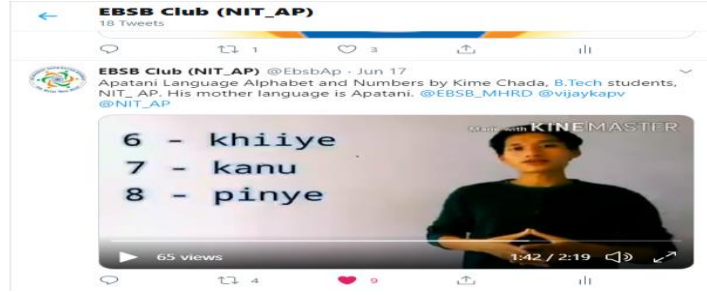 EBSB Club (NIT_AP)
18 Tweets
1 3
EBSB Club (NIT_AP) @EbsbAp · Jun 17
Apatani Language Alphabet and Numbers by Kime Chada, B.Tech students,
NIT_ AP. His mother language is Apatani. @EBSB_MHRD @vijaykapv
@NIT_AP
Made with KINEMASTER
6 - khiiye
7 - kanu
8 - pinye
65 views 1:42 / 2:19
4 9